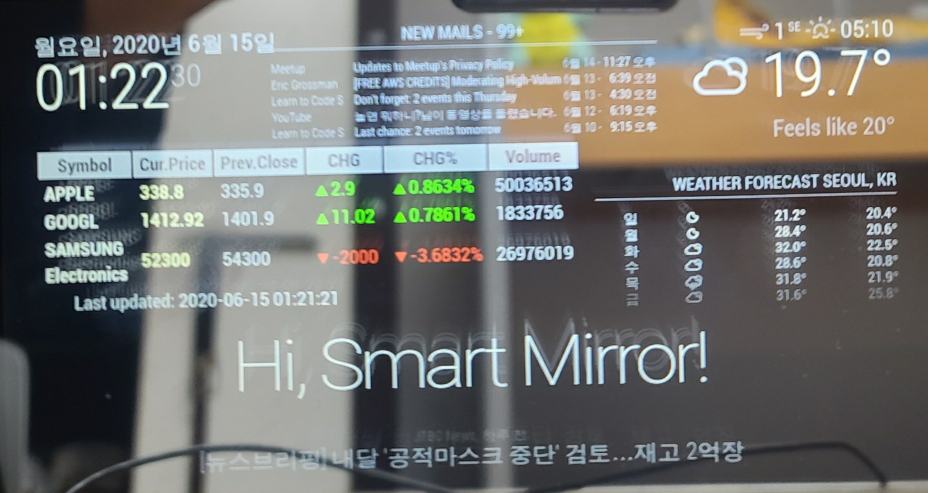 월요일, 2020년 6월 15일
01:22 30
NEW MAILS - 99+
Meetup Updates to Meetup's Privacy Policy 6월 14 - 11:27 오후
Eric Grossman [FREE AWS CREDITS] Moderating High-Volum 6월 13 - 6:39 오전
Learn to Code S Don't forget: 2 events this Thursday 6월 13 - 4:30 오전
YouTube 놀면 뭐하니?님이 동영상을 올렸습니다. 6월 12 - 6:19 오후
Learn to Code S Last chance: 2 events tomorrow 6월 10 - 9:15 오후
1 SE 05:10
19.7°
Feels like 20°
Symbol Cur.Price Prev.Close CHG CHG% Volume
APPLE 338.8 335.9 ▲2.9 ▲0.8634% 50036513
GOOGL 1412.92 1401.9 ▲11.02 ▲0.7861% 1833756
SAMSUNG
Electronics 52300 54300 ▼-2000 ▼-3.6832% 26976019
Last updated: 2020-06-15 01:21:21
WEATHER FORECAST SEOUL, KR
일 21.2° 20.4°
월 28.4° 20.6°
화 32.0° 22.5°
수 28.6° 20.8°
목 31.8° 21.9°
금 31.6° 25.8°
Hi, Smart Mirror!
JTBC News,
[뉴스브리핑] 내달 '공적마스크 중단' 검토…재고 2억장